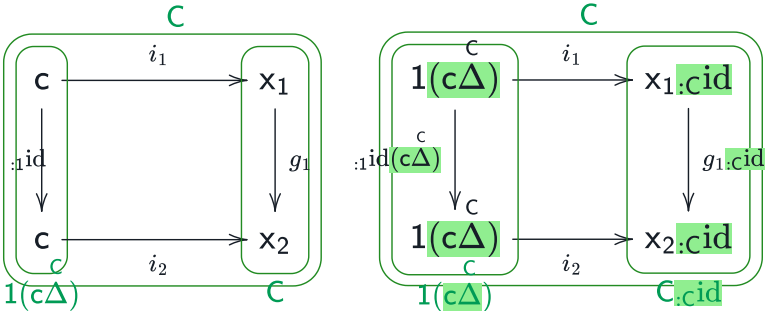 C C
C
i₁ i₁
c x₁ 1(cΔ) x₁:Cid
C
:1id g₁ :1id(cΔ) g₁:Cid
C
c x₂ 1(cΔ) x₂:Cid
i₂ i₂
C C
1(cΔ) C 1(cΔ) C:Cid